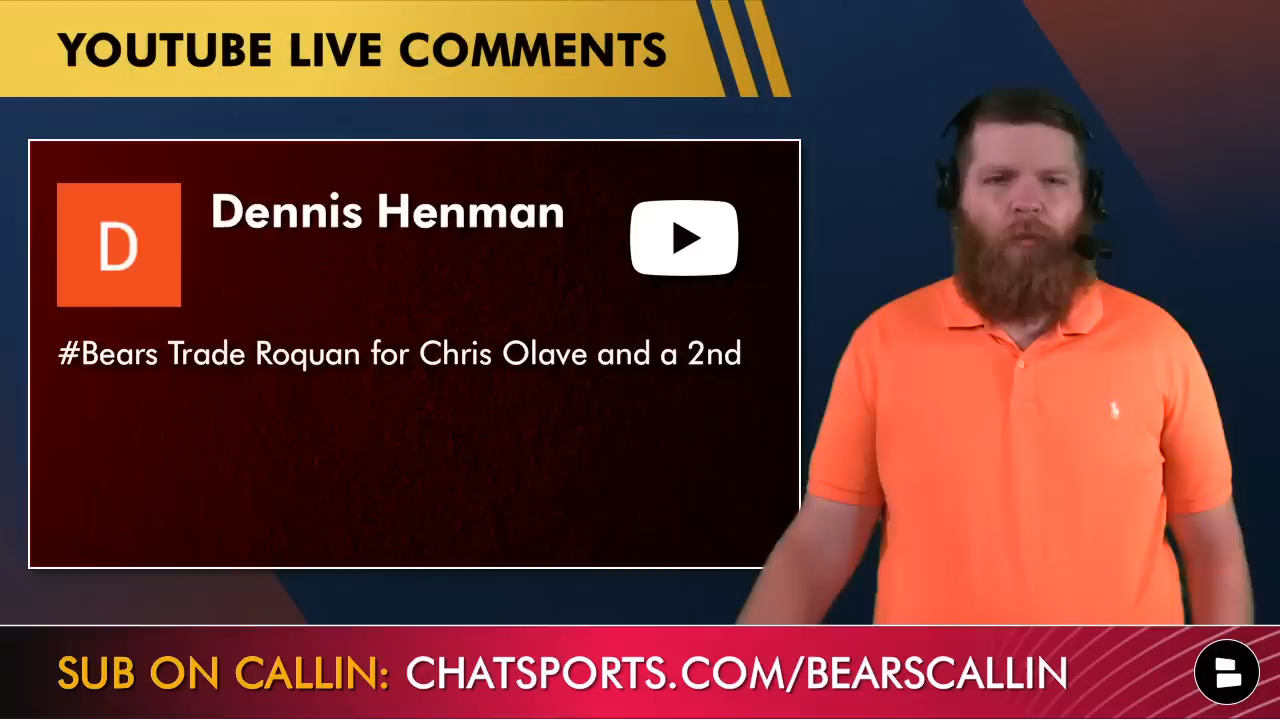 YOUTUBE LIVE COMMENTS
D
Dennis Henman
#Bears Trade Roquan for Chris Olave and a 2nd
SUB ON CALLIN: CHATSPORTS.COM/BEARSCALLIN